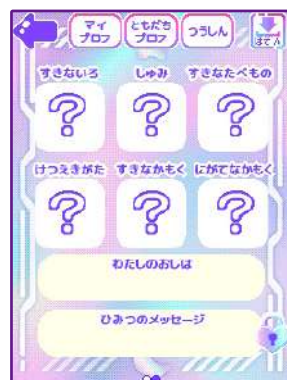 マイ
プロフ
ともだち
プロフ
つうしん
すきないろ
しゅみ
すきなたべもの
?
?
?
けつえきがた
すきなかもく
にがてなかもく
?
?
?
わたしのおしは
ひみつのメッセージ